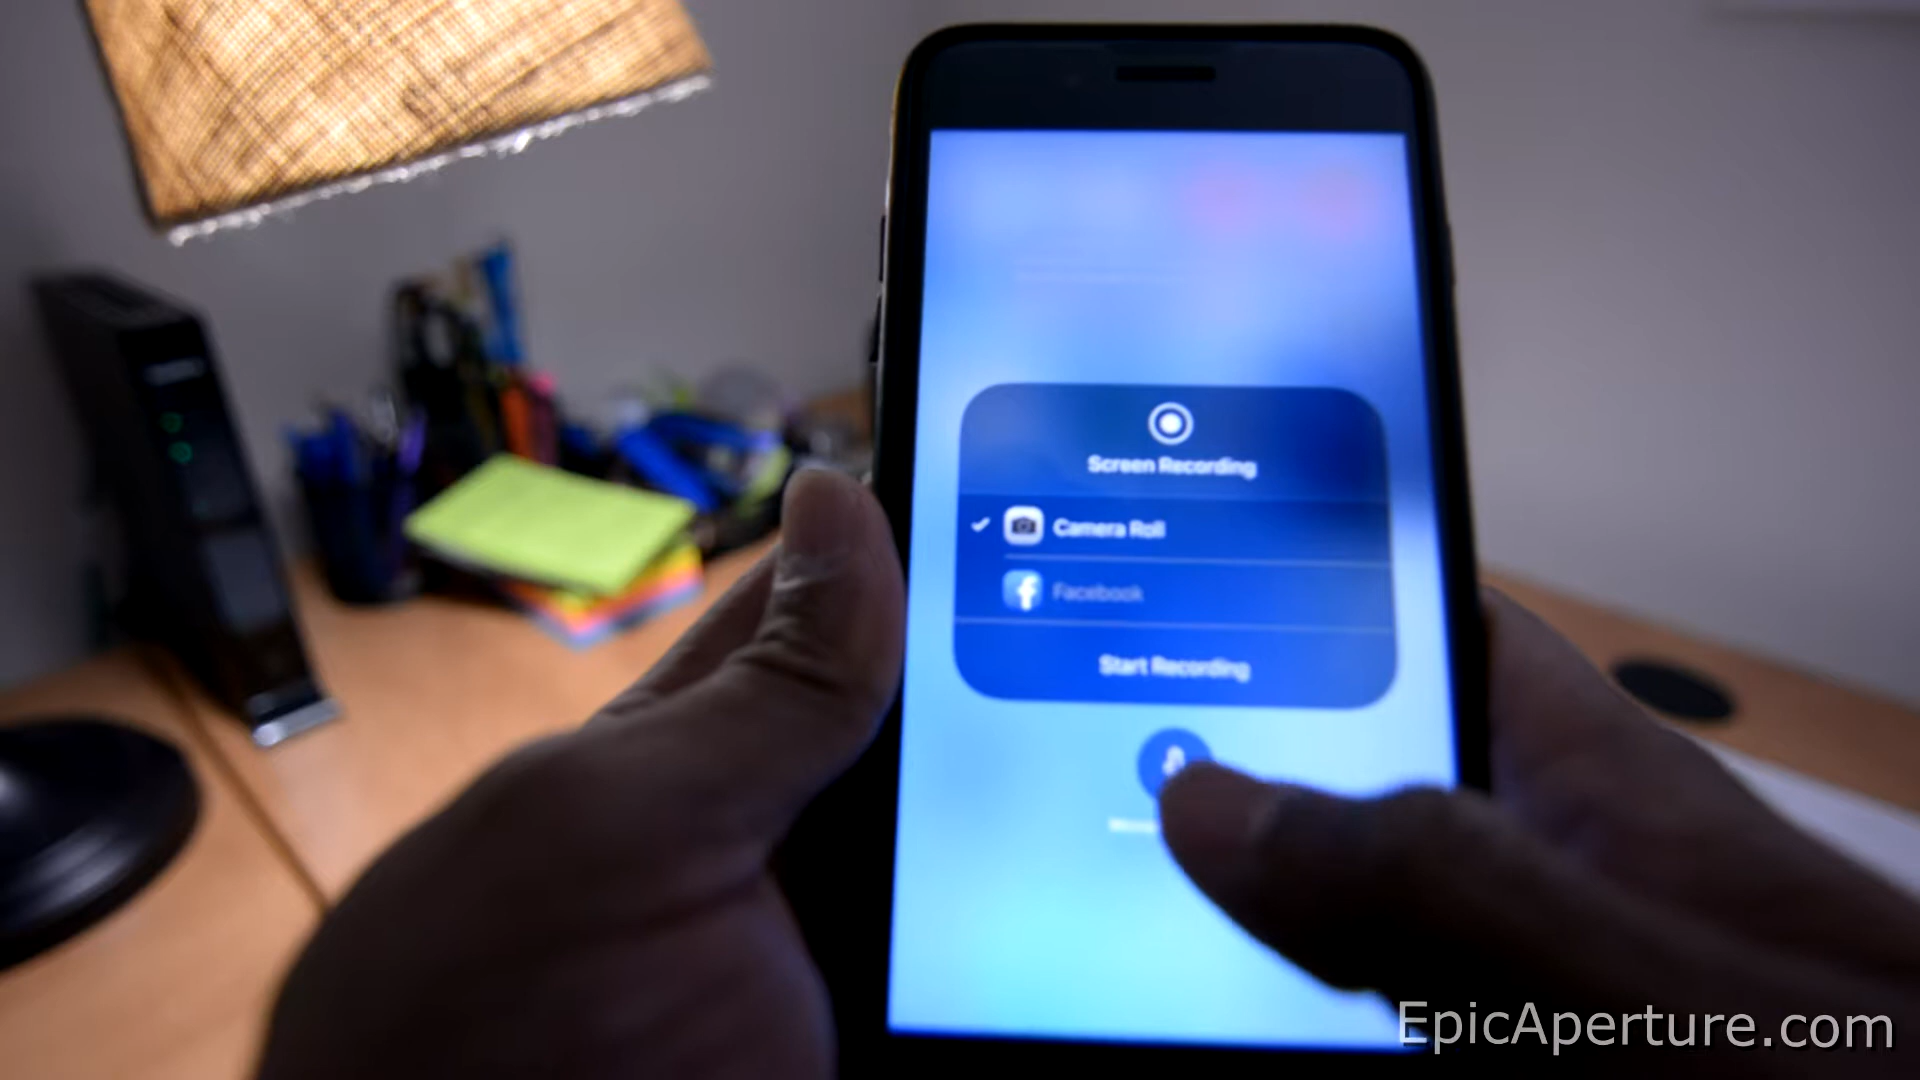 Screen Recording
Camera Roll
Facebook
Start Recording
EpicAperture.com